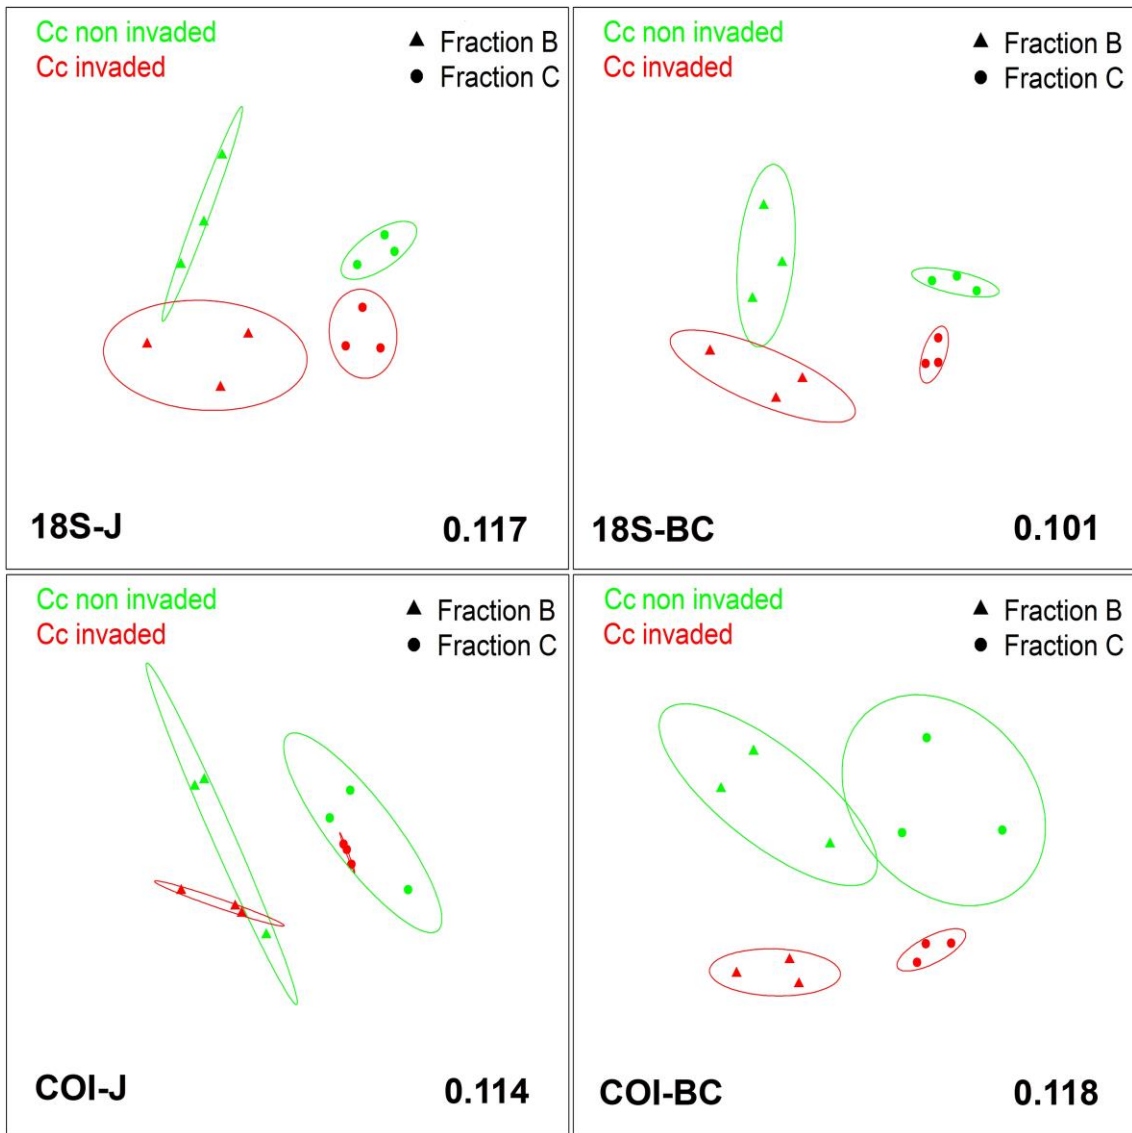 Cc non invaded
Cc invaded
▲ Fraction B
● Fraction C
18S-J
0.117
Cc non invaded
Cc invaded
▲ Fraction B
● Fraction C
18S-BC
0.101
Cc non invaded
Cc invaded
▲ Fraction B
● Fraction C
COI-J
0.114
Cc non invaded
Cc invaded
▲ Fraction B
● Fraction C
COI-BC
0.118